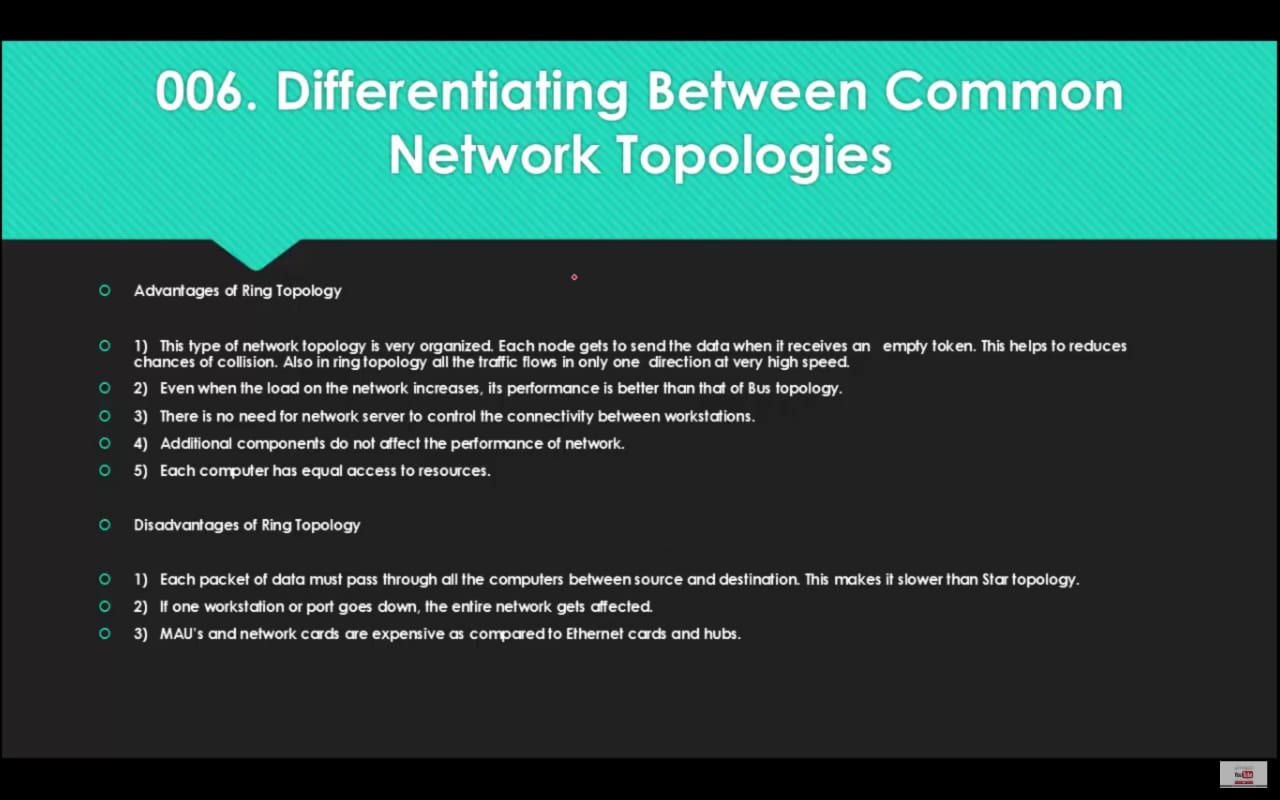 006. Differentiating Between Common
Network Topologies
Advantages of Ring Topology
1) This type of network topology is very organized. Each node gets to send the data when it receives an empty token. This helps to reduces
chances of collision. Also in ring topology all the traffic flows in only one direction at very high speed.
2) Even when the load on the network increases, its performance is better than that of Bus topology.
3) There is no need for network server to control the connectivity between workstations.
4) Additional components do not affect the performance of network.
5) Each computer has equal access to resources.
Disadvantages of Ring Topology
1) Each packet of data must pass through all the computers between source and destination. This makes it slower than Star topology.
2) If one workstation or port goes down, the entire network gets affected.
3) MAU's and network cards are expensive as compared to Ethernet cards and hubs.
YouTube